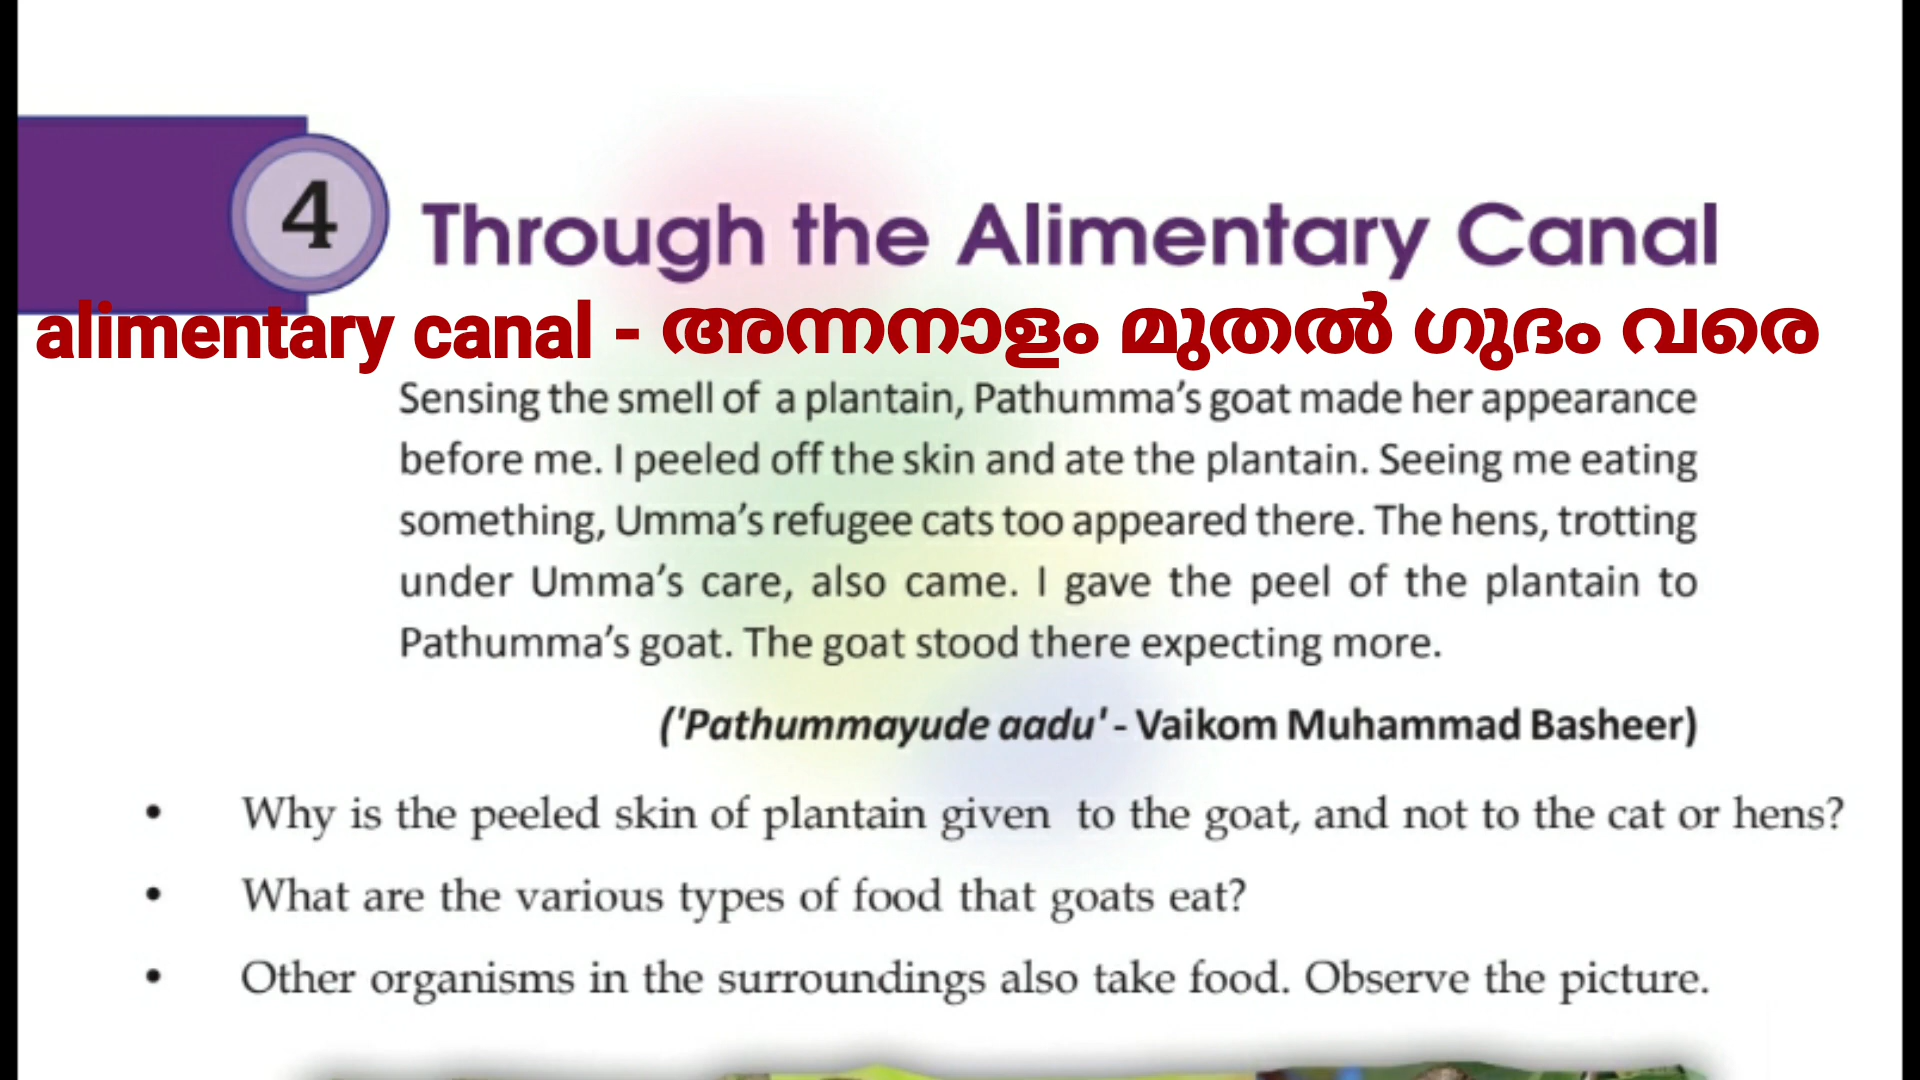 4
Through the Alimentary Canal
alimentary canal - അന്നനാളം മുതൽ ഗുദം വരെ
Sensing the smell of a plantain, Pathumma’s goat made her appearance
before me. I peeled off the skin and ate the plantain. Seeing me eating
something, Umma’s refugee cats too appeared there. The hens, trotting
under Umma’s care, also came. I gave the peel of the plantain to
Pathumma’s goat. The goat stood there expecting more.
('Pathummayude aadu' - Vaikom Muhammad Basheer)
• Why is the peeled skin of plantain given to the goat, and not to the cat or hens?
• What are the various types of food that goats eat?
• Other organisms in the surroundings also take food. Observe the picture.